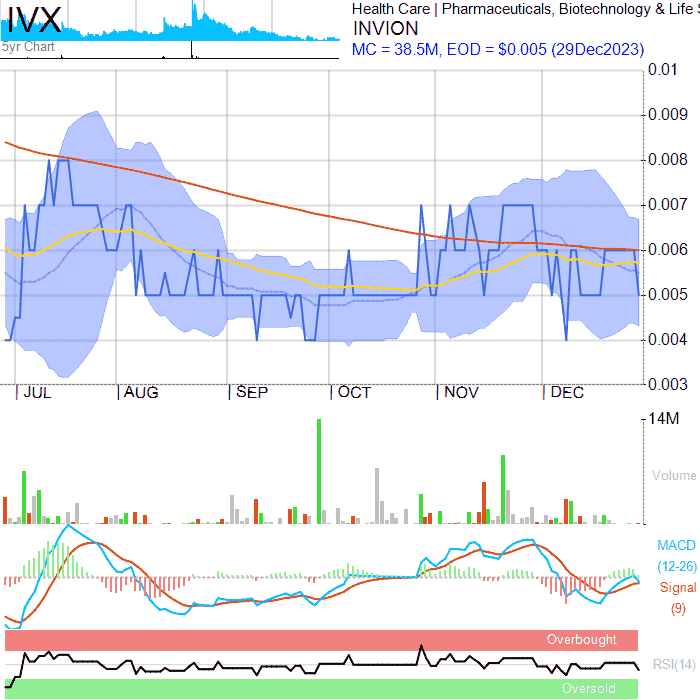 IVX
5yr Chart
Health Care | Pharmaceuticals, Biotechnology & Life S
INVION
MC = 38.5M, EOD = $0.005 (29Dec2023)
0.01
0.009
0.008
0.007
0.006
0.005
0.004
0.003
|JUL |AUG |SEP |OCT |NOV |DEC
14M
Volume
MACD
(12-26)
Signal
(9)
Overbought
RSI(14)
Oversold